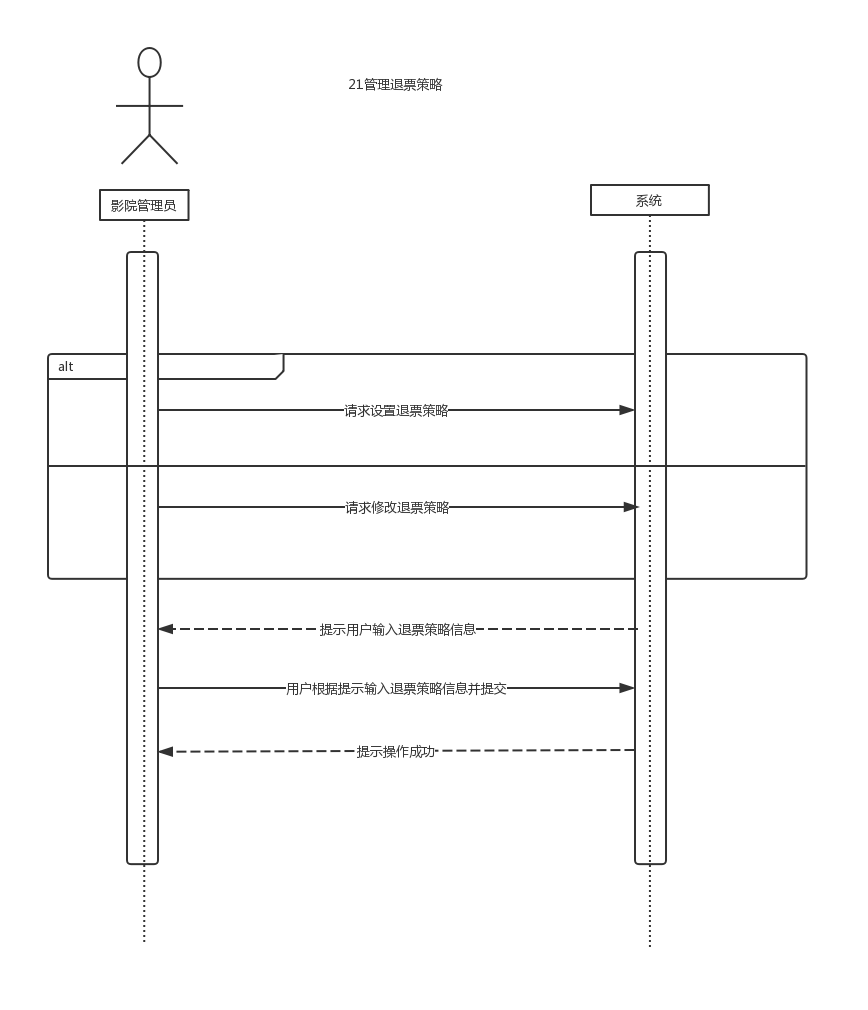 21管理退票策略
影院管理员
系统
alt
请求设置退票策略
请求修改退票策略
提示用户输入退票策略信息
用户根据提示输入退票策略信息并提交
提示操作成功